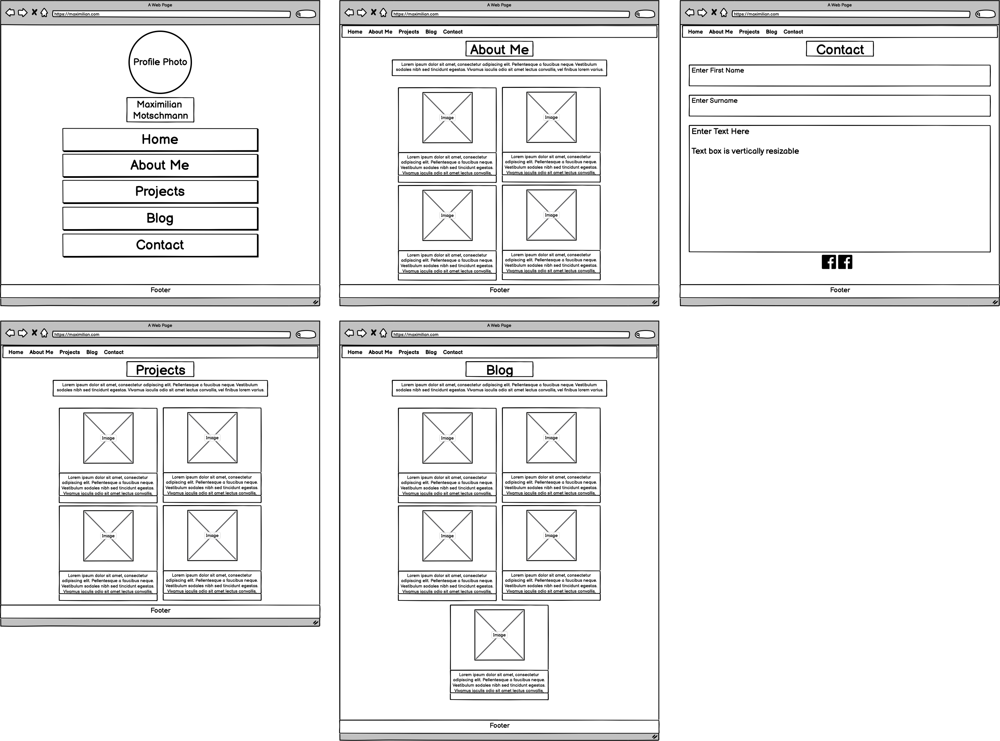 A Web Page
https://maximilian.com
Profile Photo
Maximilian
Motschmann
Home
About Me
Projects
Blog
Contact
Footer
A Web Page
https://maximilian.com
Home About Me Projects Blog Contact
About Me
Lorem ipsum dolor sit amet, consectetur adipiscing elit. Pellentesque a faucibus neque. Vestibulum
sodales nibh sed tincidunt egestas. Vivamus iaculis odio sit amet lectus convallis, vel finibus lorem varius.
Image
Lorem ipsum dolor sit amet, consectetur
adipiscing elit. Pellentesque a faucibus neque.
Vestibulum sodales nibh sed tincidunt egestas.
Vivamus iaculis odio sit amet lectus convallis,
Image
Lorem ipsum dolor sit amet, consectetur
adipiscing elit. Pellentesque a faucibus neque.
Vestibulum sodales nibh sed tincidunt egestas.
Vivamus iaculis odio sit amet lectus convallis,
Image
Lorem ipsum dolor sit amet, consectetur
adipiscing elit. Pellentesque a faucibus neque.
Vestibulum sodales nibh sed tincidunt egestas.
Vivamus iaculis odio sit amet lectus convallis,
Image
Lorem ipsum dolor sit amet, consectetur
adipiscing elit. Pellentesque a faucibus neque.
Vestibulum sodales nibh sed tincidunt egestas.
Vivamus iaculis odio sit amet lectus convallis,
Footer
A Web Page
https://maximilian.com
Home About Me Projects Blog Contact
Contact
Enter First Name
Enter Surname
Enter Text Here
Text box is vertically resizable
Footer
A Web Page
https://maximilian.com
Home About Me Projects Blog Contact
Projects
Lorem ipsum dolor sit amet, consectetur adipiscing elit. Pellentesque a faucibus neque. Vestibulum
sodales nibh sed tincidunt egestas. Vivamus iaculis odio sit amet lectus convallis, vel finibus lorem varius.
Image
Lorem ipsum dolor sit amet, consectetur
adipiscing elit. Pellentesque a faucibus neque.
Vestibulum sodales nibh sed tincidunt egestas.
Vivamus iaculis odio sit amet lectus convallis,
Image
Lorem ipsum dolor sit amet, consectetur
adipiscing elit. Pellentesque a faucibus neque.
Vestibulum sodales nibh sed tincidunt egestas.
Vivamus iaculis odio sit amet lectus convallis,
Image
Lorem ipsum dolor sit amet, consectetur
adipiscing elit. Pellentesque a faucibus neque.
Vestibulum sodales nibh sed tincidunt egestas.
Vivamus iaculis odio sit amet lectus convallis,
Image
Lorem ipsum dolor sit amet, consectetur
adipiscing elit. Pellentesque a faucibus neque.
Vestibulum sodales nibh sed tincidunt egestas.
Vivamus iaculis odio sit amet lectus convallis,
Footer
A Web Page
https://maximilian.com
Home About Me Projects Blog Contact
Blog
Lorem ipsum dolor sit amet, consectetur adipiscing elit. Pellentesque a faucibus neque. Vestibulum
sodales nibh sed tincidunt egestas. Vivamus iaculis odio sit amet lectus convallis, vel finibus lorem varius.
Image
Lorem ipsum dolor sit amet, consectetur
adipiscing elit. Pellentesque a faucibus neque.
Vestibulum sodales nibh sed tincidunt egestas.
Vivamus iaculis odio sit amet lectus convallis,
Image
Lorem ipsum dolor sit amet, consectetur
adipiscing elit. Pellentesque a faucibus neque.
Vestibulum sodales nibh sed tincidunt egestas.
Vivamus iaculis odio sit amet lectus convallis,
Image
Lorem ipsum dolor sit amet, consectetur
adipiscing elit. Pellentesque a faucibus neque.
Vestibulum sodales nibh sed tincidunt egestas.
Vivamus iaculis odio sit amet lectus convallis,
Image
Lorem ipsum dolor sit amet, consectetur
adipiscing elit. Pellentesque a faucibus neque.
Vestibulum sodales nibh sed tincidunt egestas.
Vivamus iaculis odio sit amet lectus convallis,
Image
Lorem ipsum dolor sit amet, consectetur
adipiscing elit. Pellentesque a faucibus neque.
Vestibulum sodales nibh sed tincidunt egestas.
Vivamus iaculis odio sit amet lectus convallis,
Footer